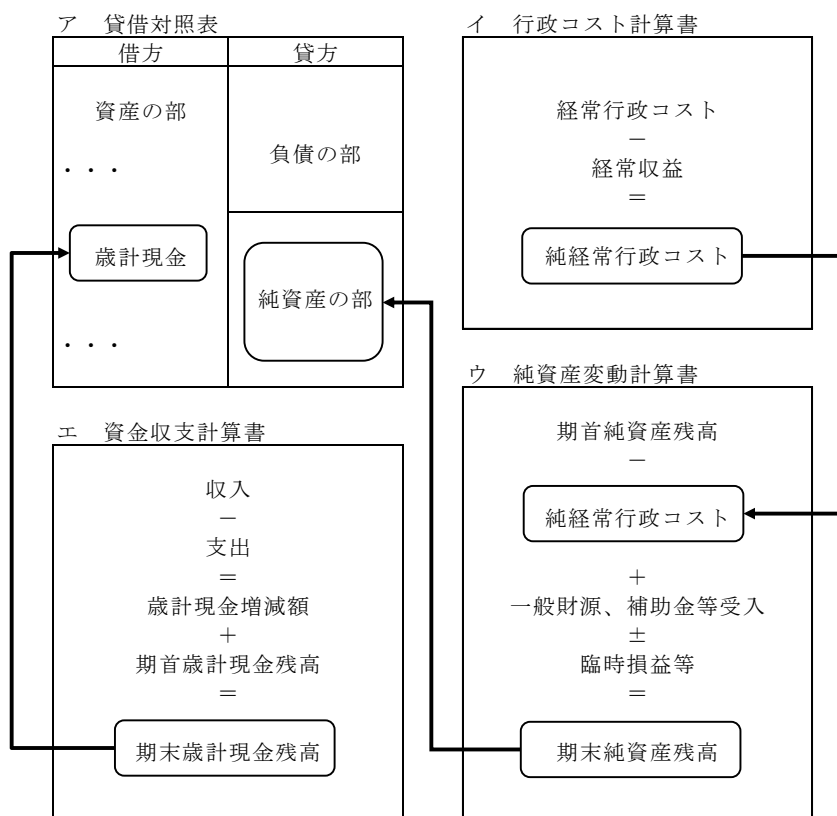 ア　貸借対照表
借方　貸方
資産の部
・・・
歳計現金
・・・
負債の部
純資産の部
イ　行政コスト計算書
経常行政コスト
－
経常収益
＝
純経常行政コスト
エ　資金収支計算書
収入
－
支出
＝
歳計現金増減額
＋
期首歳計現金残高
＝
期末歳計現金残高
ウ　純資産変動計算書
期首純資産残高
－
純経常行政コスト
＋
一般財源、補助金等受入
±
臨時損益等
＝
期末純資産残高